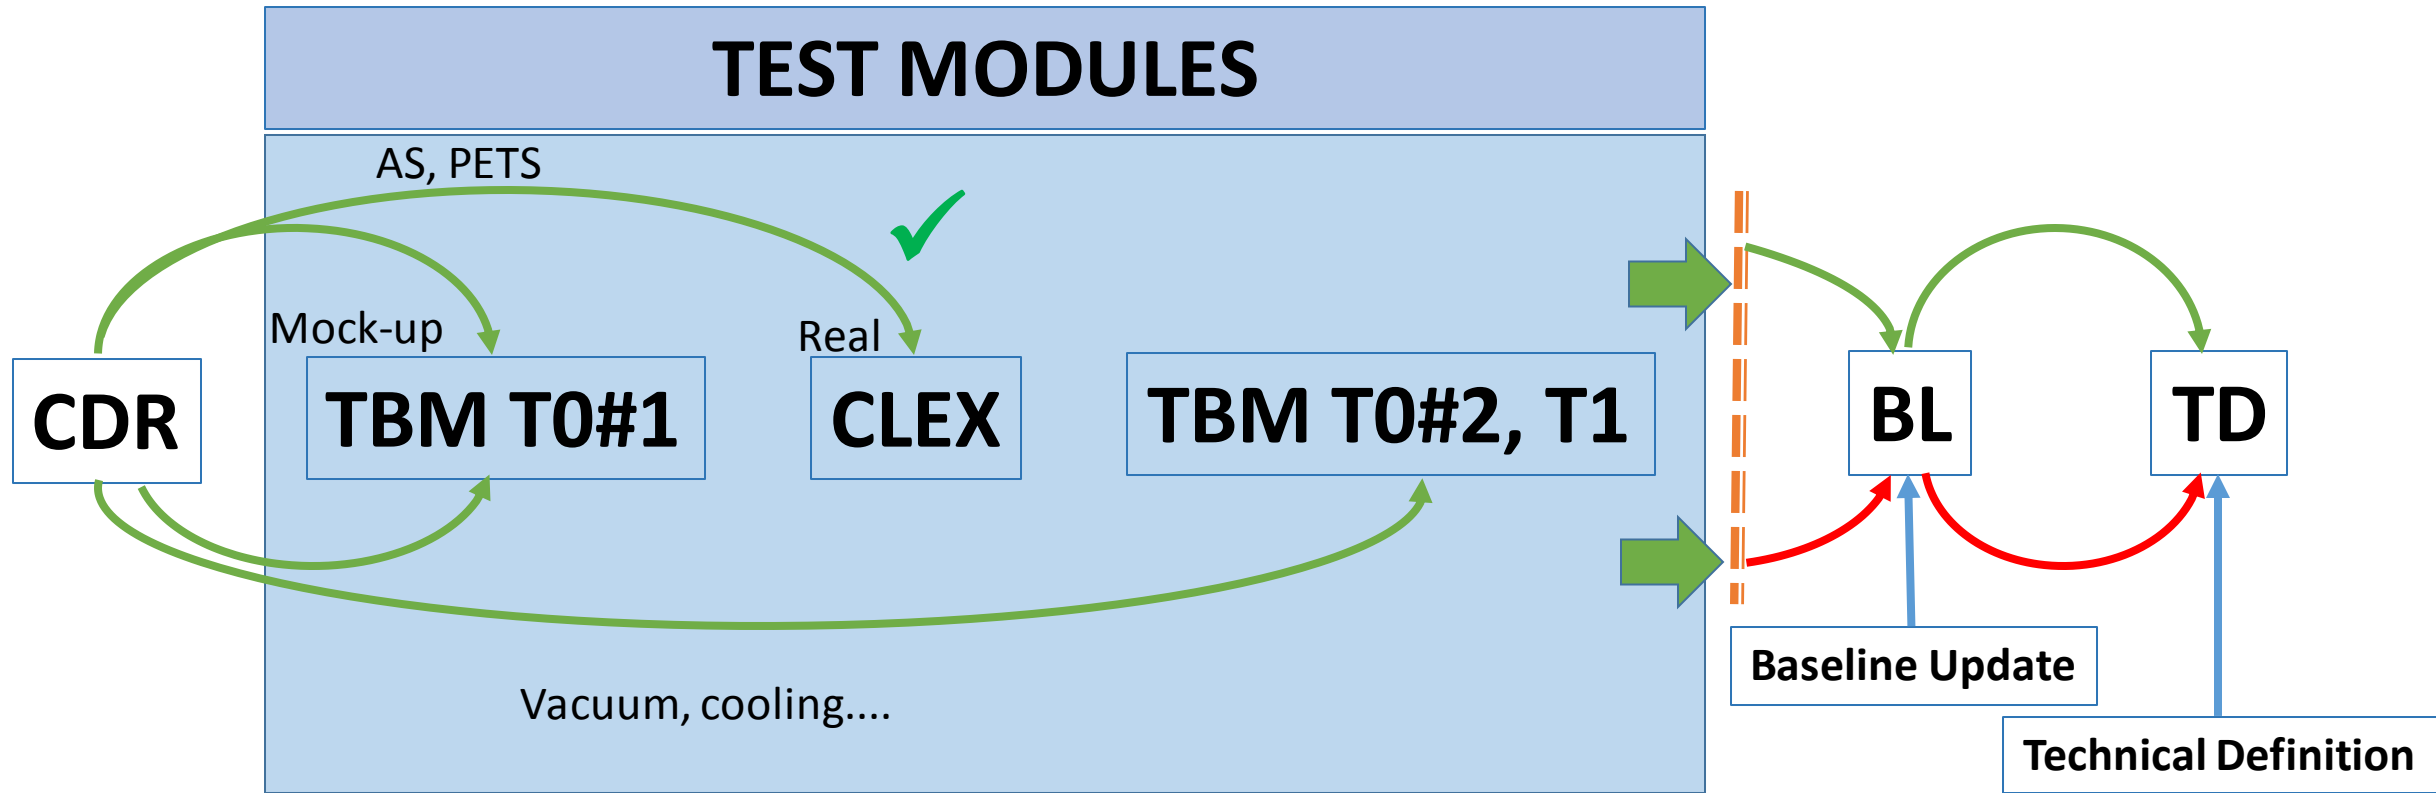 TEST MODULES
AS, PETS
Mock-up
Real
CDR
TBM T0#1
CLEX
TBM T0#2, T1
BL
TD
Baseline Update
Vacuum, cooling....
Technical Definition